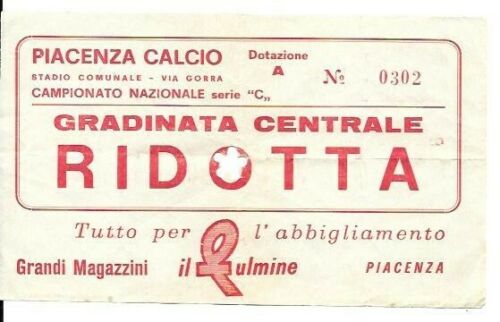 PIACENZA CALCIO
Dotazione
A
№ 0302
STADIO COMUNALE - VIA GORRA
CAMPIONATO NAZIONALE serie "C„
GRADINATA CENTRALE
RIDOTTA
Tutto per l'abbigliamento
Grandi Magazzini il Fulmine PIACENZA